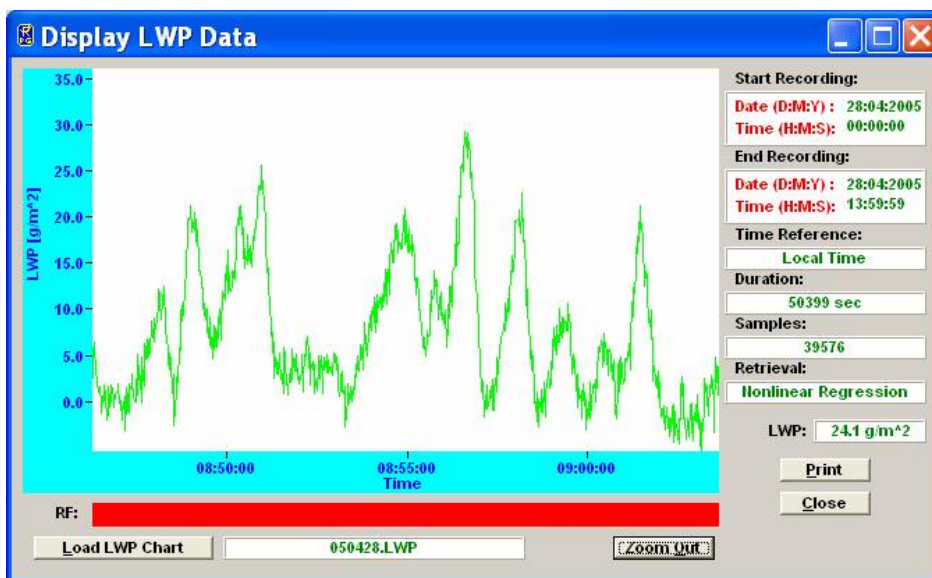 Display LWP Data
35.0
30.0
25.0
20.0
15.0
10.0
5.0
0.0
LWP [g/m^2]
08:50:00 08:55:00 09:00:00
Time
RF:
Load LWP Chart 050428.LWP Zoom Out
Start Recording:
Date (D:M:Y) : 28:04:2005
Time (H:M:S): 00:00:00
End Recording:
Date (D:M:Y) : 28:04:2005
Time (H:M:S): 13:59:59
Time Reference:
Local Time
Duration:
50399 sec
Samples:
39576
Retrieval:
Nonlinear Regression
LWP: 24.1 g/m^2
Print
Close